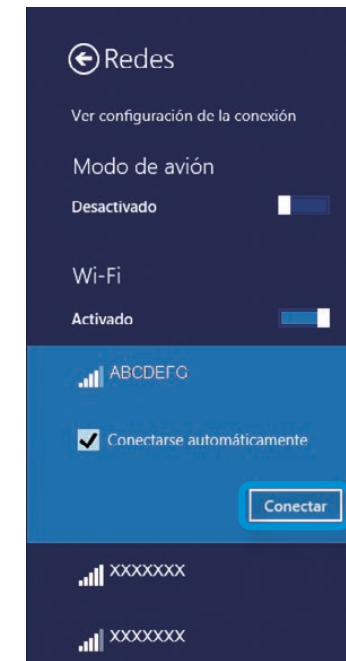 Redes
Ver configuración de la conexión
Modo de avión
Desactivado
Wi-Fi
Activado
ABCDEFG
Conectarse automáticamente
Conectar
XXXXXXX
XXXXXXX